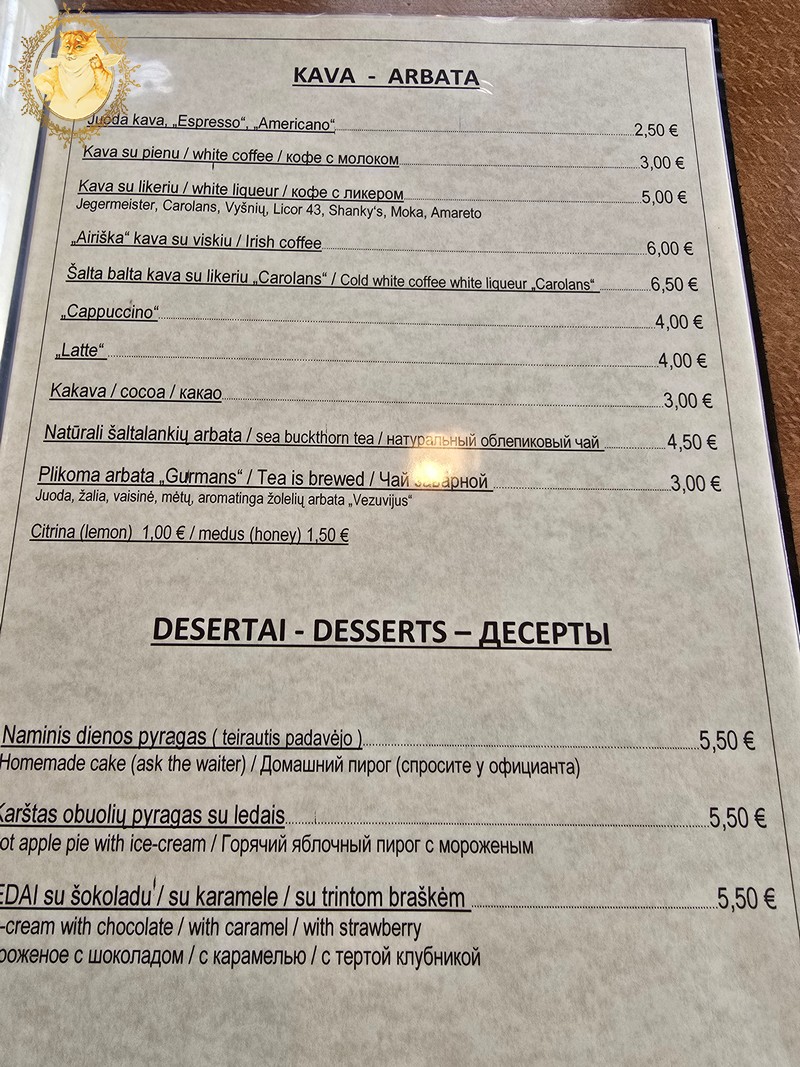 KAVA - ARBATA
Juoda kava, „Espresso“, „Americano“ 2,50 €
Kava su pienu / white coffee / кофе с молоком 3,00 €
Kava su likeriu / white liqueur / кофе с ликером 5,00 €
Jegermeister, Carolans, Vyšnių, Licor 43, Shanky's, Moka, Amareto
„Airiška“ kava su viskiu / Irish coffee 6,00 €
Šalta balta kava su likeriu „Carolans“ / Cold white coffee white liqueur „Carolans“ 6,50 €
„Cappuccino“ 4,00 €
„Latte“ 4,00 €
Kakava / cocoa / какао 3,00 €
Natūrali šaltalankių arbata / sea buckthorn tea / натуральный облепиковый чай 4,50 €
Plikoma arbata „Gurmans“ / Tea is brewed / Чай заварной 3,00 €
Juoda, žalia, vaisinė, mėtų, aromatinga žolelių arbata „Vezuvijus“
Citrina (lemon) 1,00 € / medus (honey) 1,50 €
DESERTAI - DESSERTS – ДЕСЕРТЫ
Naminis dienos pyragas ( teirautis padavėjo ) 5,50 €
Homemade cake (ask the waiter) / Домашний пирог (спросите у официанта)
Karštas obuolių pyragas su ledais 5,50 €
ot apple pie with ice-cream / Горячий яблочный пирог с мороженым
EDAI su šokoladu / su karamele / su trintom braškėm 5,50 €
-cream with chocolate / with caramel / with strawberry
роженое с шоколадом / с карамелью / с тертой клубникой